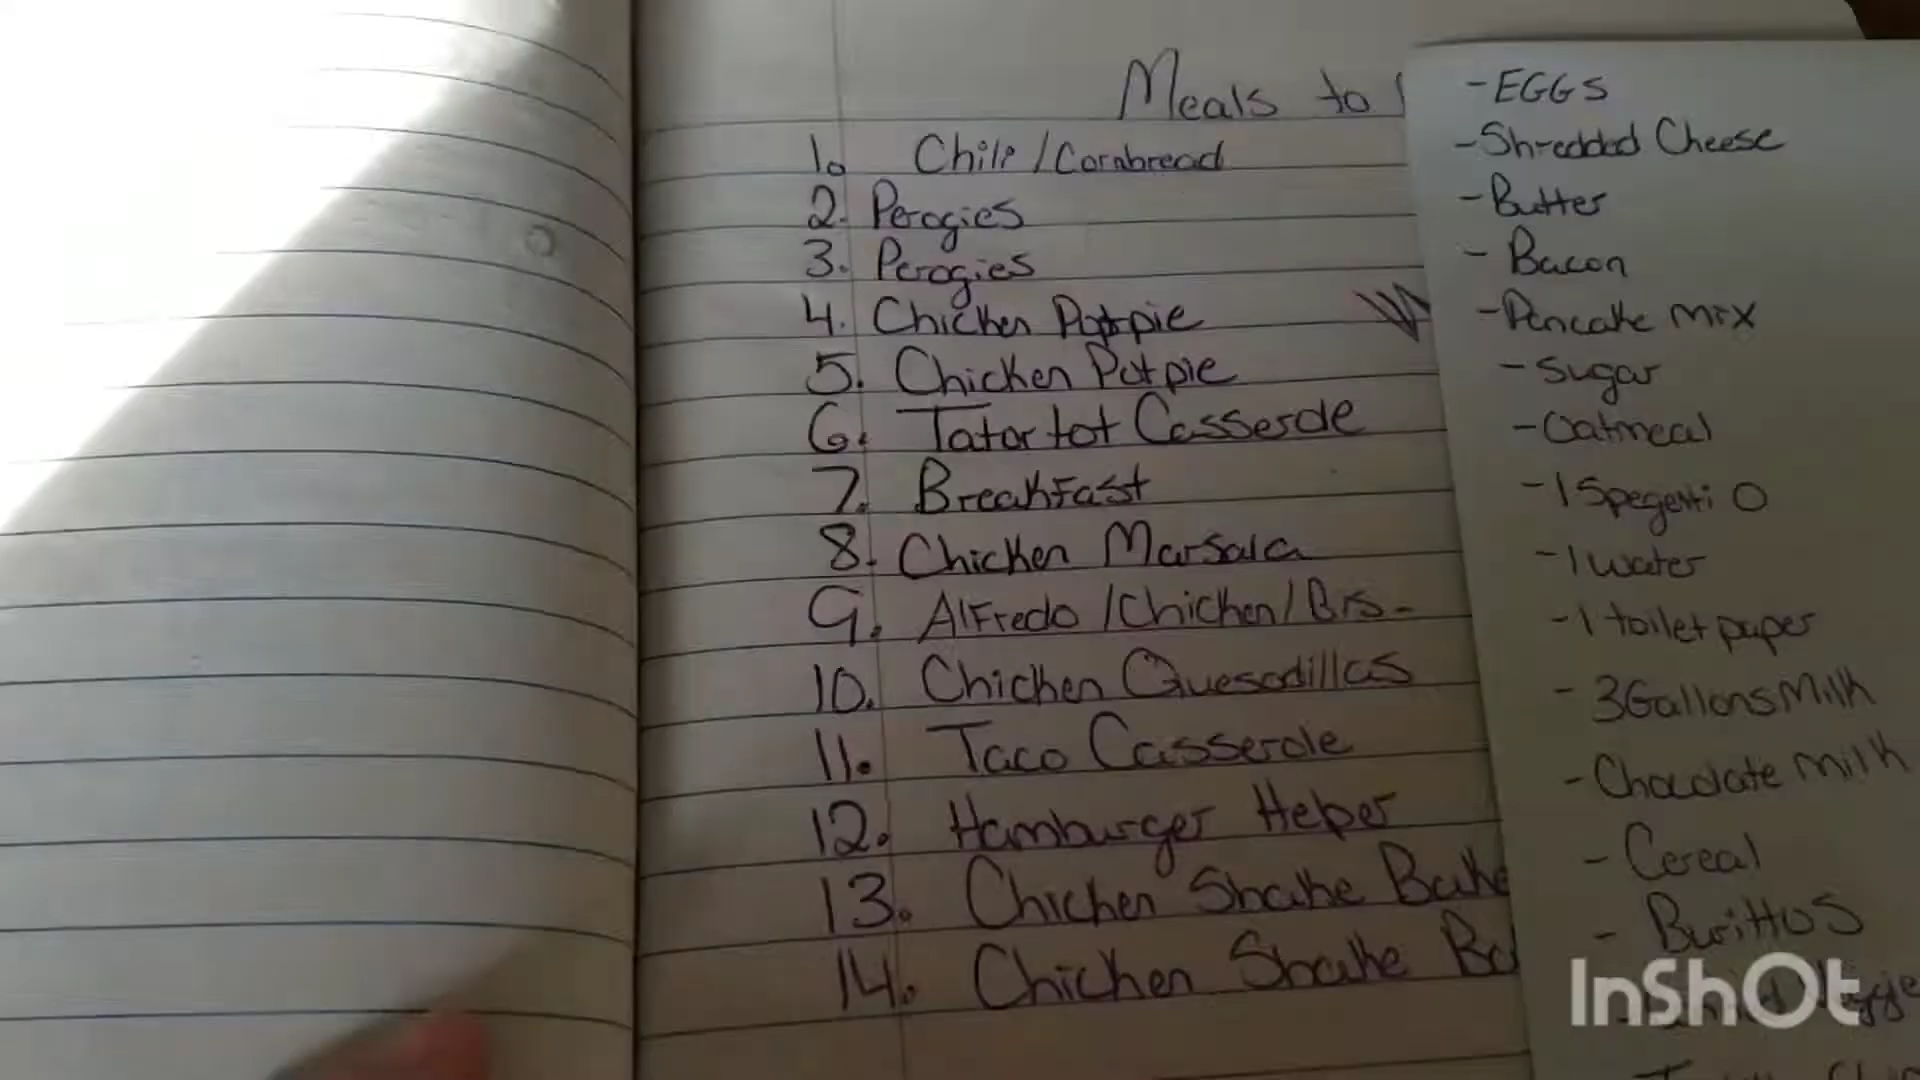 Meals to
1. Chili / Cornbread
2. Perogies
3. Perogies
4. Chicken Potpie
5. Chicken Potpie
6. Tator tot Casserole
7. Breakfast
8. Chicken Marsala
9. Alfredo / Chicken / Brs-
10. Chicken Quesadillas
11. Taco Casserole
12. Hamburger Helper
13. Chicken Shake Bake
14. Chicken Shake Ba
- EGGS
- Shredded Cheese
- Butter
- Bacon
- Pancake mix
- Sugar
- Oatmeal
- 1 Spegetti O
- 1 water
- 1 toilet paper
- 3 Gallons Milk
- Chocolate Milk
- Cereal
- Burittos
InShOt